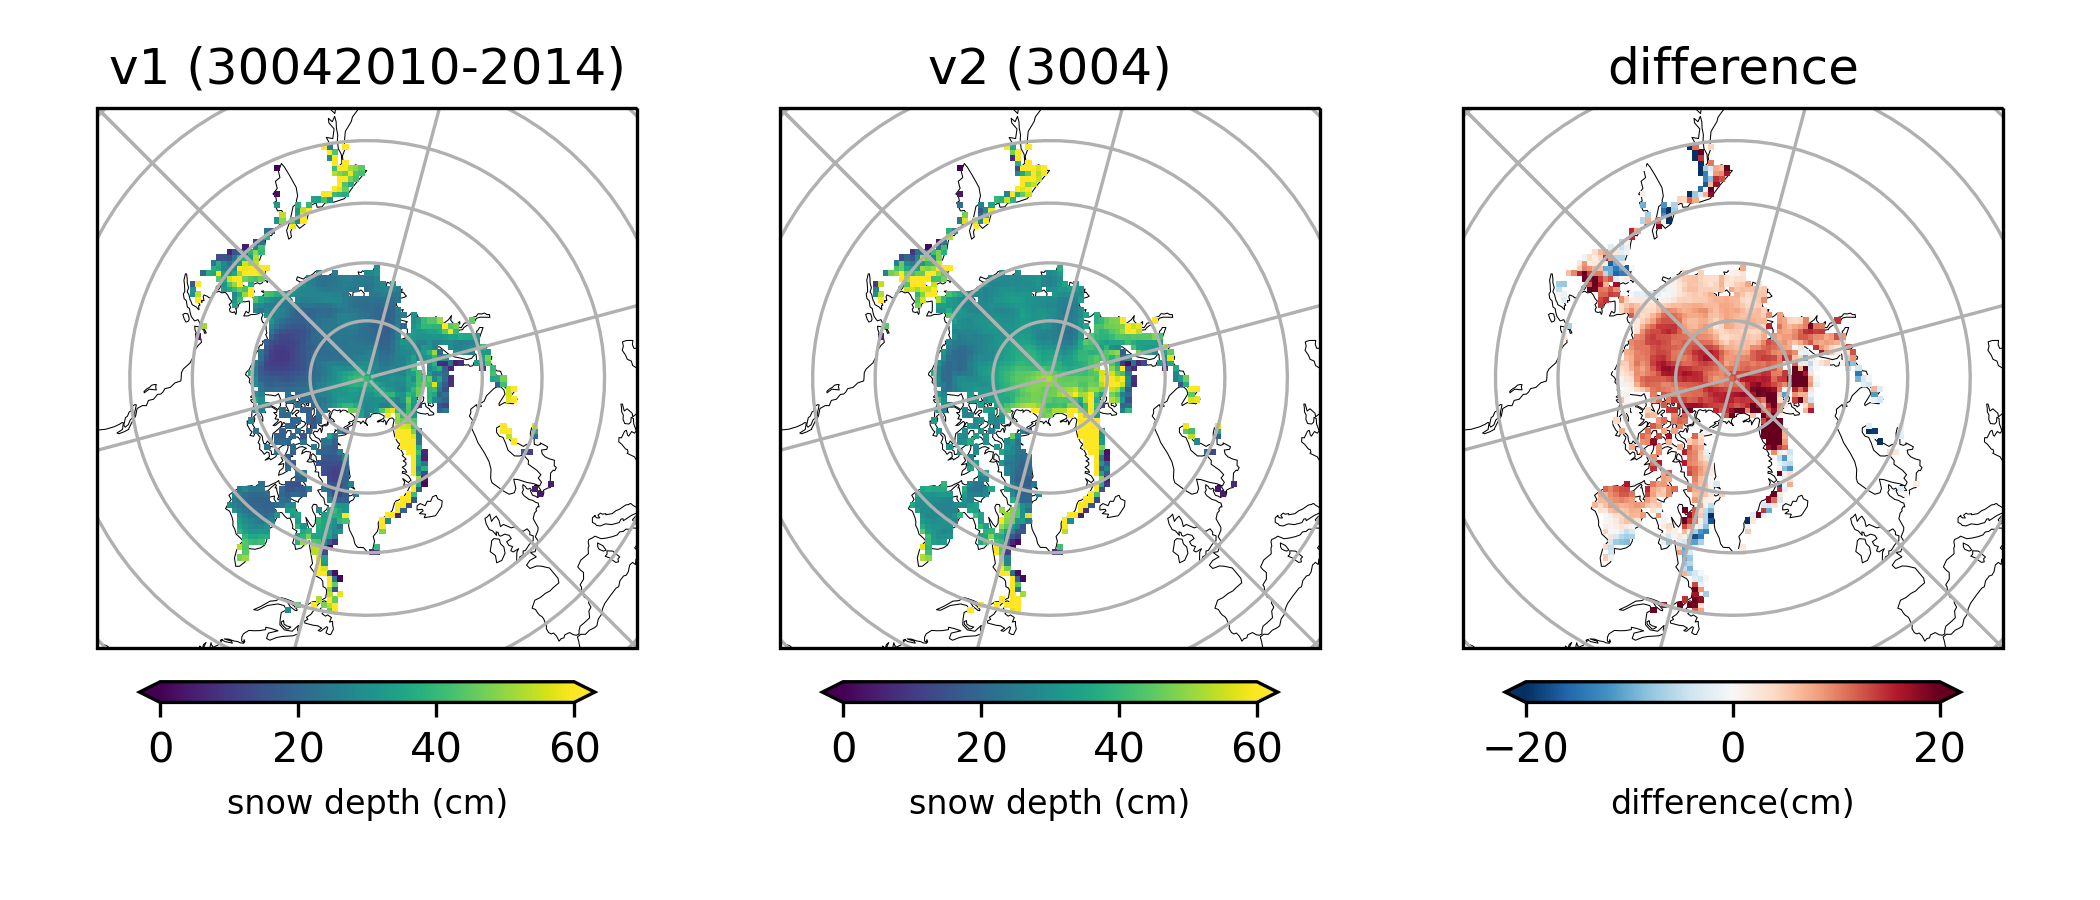 v1 (30042010-2014)
v2 (3004)
difference
0 20 40 60
snow depth (cm)
0 20 40 60
snow depth (cm)
−20 0 20
difference(cm)